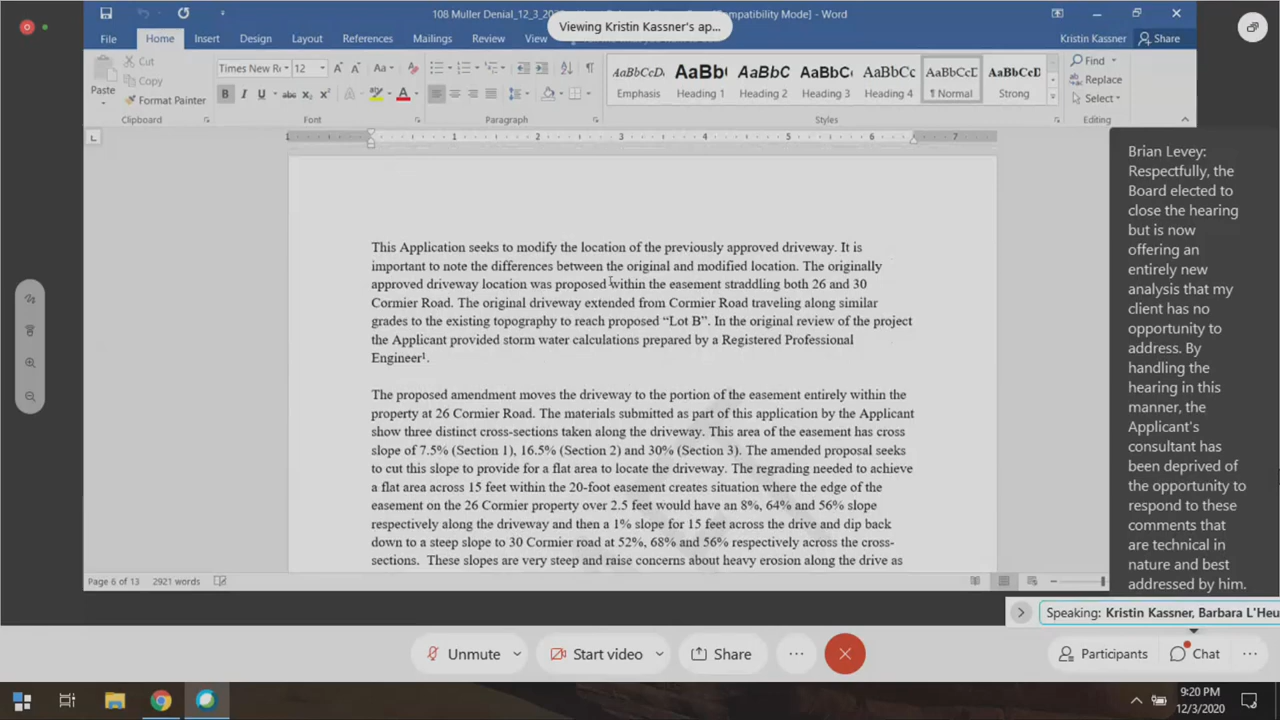 108 Muller Denial_12_3_20
[Compatibility Mode] - Word
Viewing Kristin Kassner's ap...
File
Home
Insert
Design
Layout
References
Mailings
Review
View
Kristin Kassner
Share
Paste
Cut
Copy
Format Painter
Clipboard
Times New Ro
12
Font
Paragraph
AaBbCcDc
Emphasis
AaBb(
Heading 1
AaBbCc
Heading 2
AaBbCc
Heading 3
AaBbCc
Heading 4
AaBbCcD
¶ Normal
AaBbCcD
Strong
Styles
Find
Replace
Select
Editing
1 1 2 3 4 5 6 7
This Application seeks to modify the location of the previously approved driveway. It is
important to note the differences between the original and modified location. The originally
approved driveway location was proposed within the easement straddling both 26 and 30
Cormier Road. The original driveway extended from Cormier Road traveling along similar
grades to the existing topography to reach proposed “Lot B”. In the original review of the project
the Applicant provided storm water calculations prepared by a Registered Professional
Engineer¹.
The proposed amendment moves the driveway to the portion of the easement entirely within the
property at 26 Cormier Road. The materials submitted as part of this application by the Applicant
show three distinct cross-sections taken along the driveway. This area of the easement has cross
slope of 7.5% (Section 1), 16.5% (Section 2) and 30% (Section 3). The amended proposal seeks
to cut this slope to provide for a flat area to locate the driveway. The regrading needed to achieve
a flat area across 15 feet within the 20-foot easement creates situation where the edge of the
easement on the 26 Cormier property over 2.5 feet would have an 8%, 64% and 56% slope
respectively along the driveway and then a 1% slope for 15 feet across the drive and dip back
down to a steep slope to 30 Cormier road at 52%, 68% and 56% respectively across the cross-
sections. These slopes are very steep and raise concerns about heavy erosion along the drive as
Page 6 of 13
2921 words
Brian Levey:
Respectfully, the
Board elected to
close the hearing
but is now
offering an
entirely new
analysis that my
client has no
opportunity to
address. By
handling the
hearing in this
manner, the
Applicant's
consultant has
been deprived of
the opportunity to
respond to these
comments that
are technical in
nature and best
addressed by him.
Speaking: Kristin Kassner, Barbara L'Heu
Unmute
Start video
Share
Participants
Chat
9:20 PM
12/3/2020